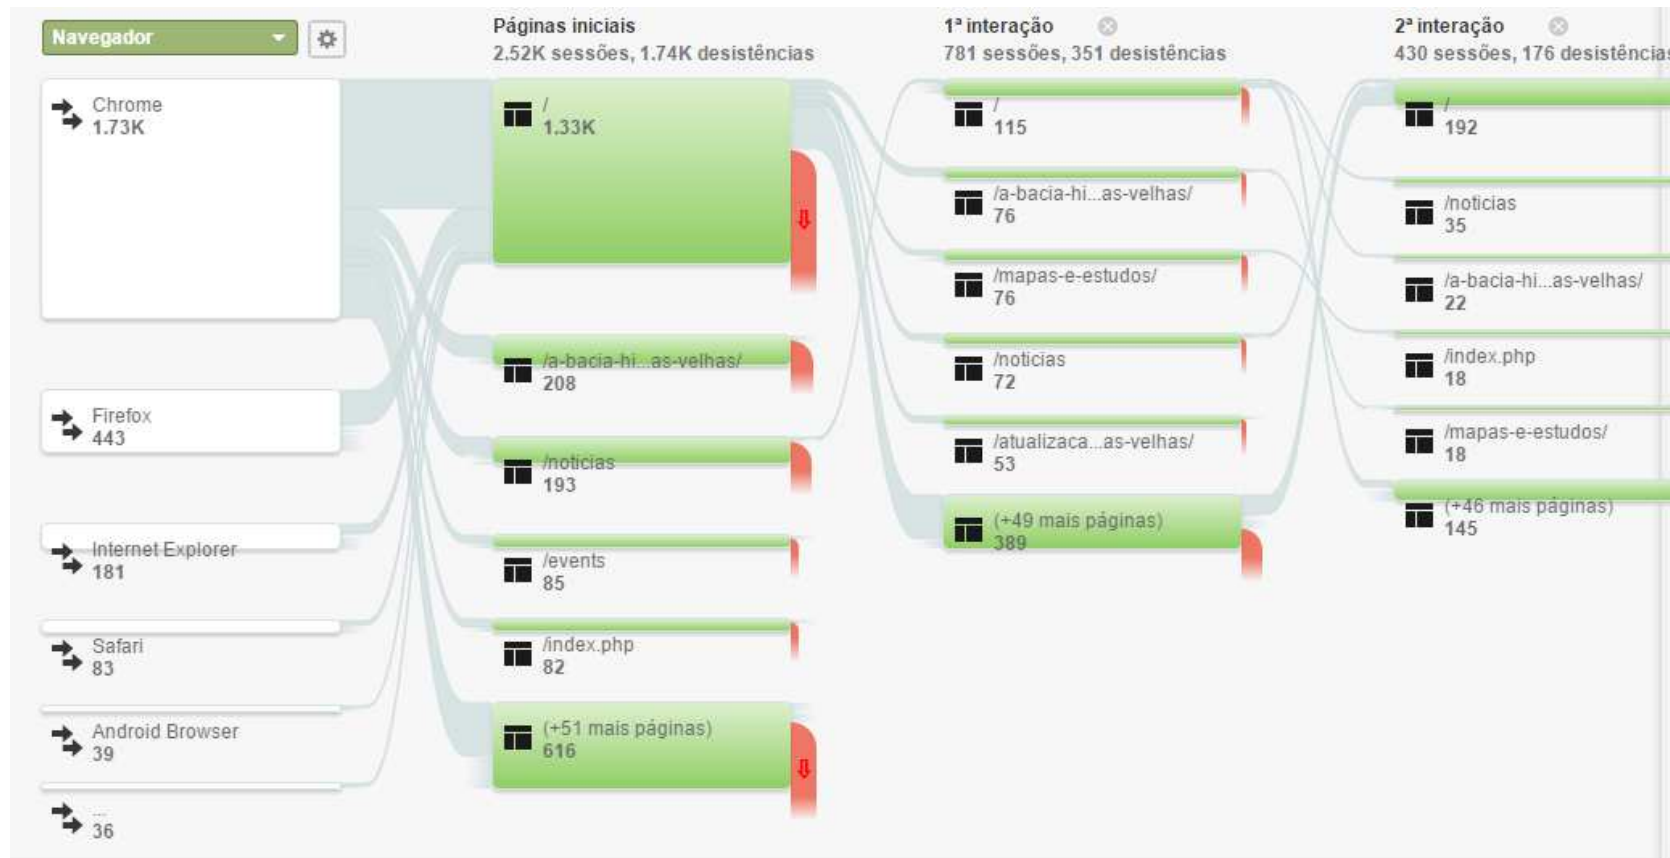 Navegador
Chrome
1.73K
Firefox
443
Internet Explorer
181
Safari
83
Android Browser
39
...
36
Páginas iniciais
2.52K sessões, 1.74K desistências
/
1.33K
/a-bacia-hi...as-velhas/
208
/noticias
193
/events
85
/index.php
82
(+51 mais páginas)
616
1ª interação
781 sessões, 351 desistências
/
115
/a-bacia-hi...as-velhas/
76
/mapas-e-estudos/
76
/noticias
72
/atualizaca...as-velhas/
53
(+49 mais páginas)
389
2ª interação
430 sessões, 176 desistências
/
192
/noticias
35
/a-bacia-hi...as-velhas/
22
/index.php
18
/mapas-e-estudos/
18
(+46 mais páginas)
145